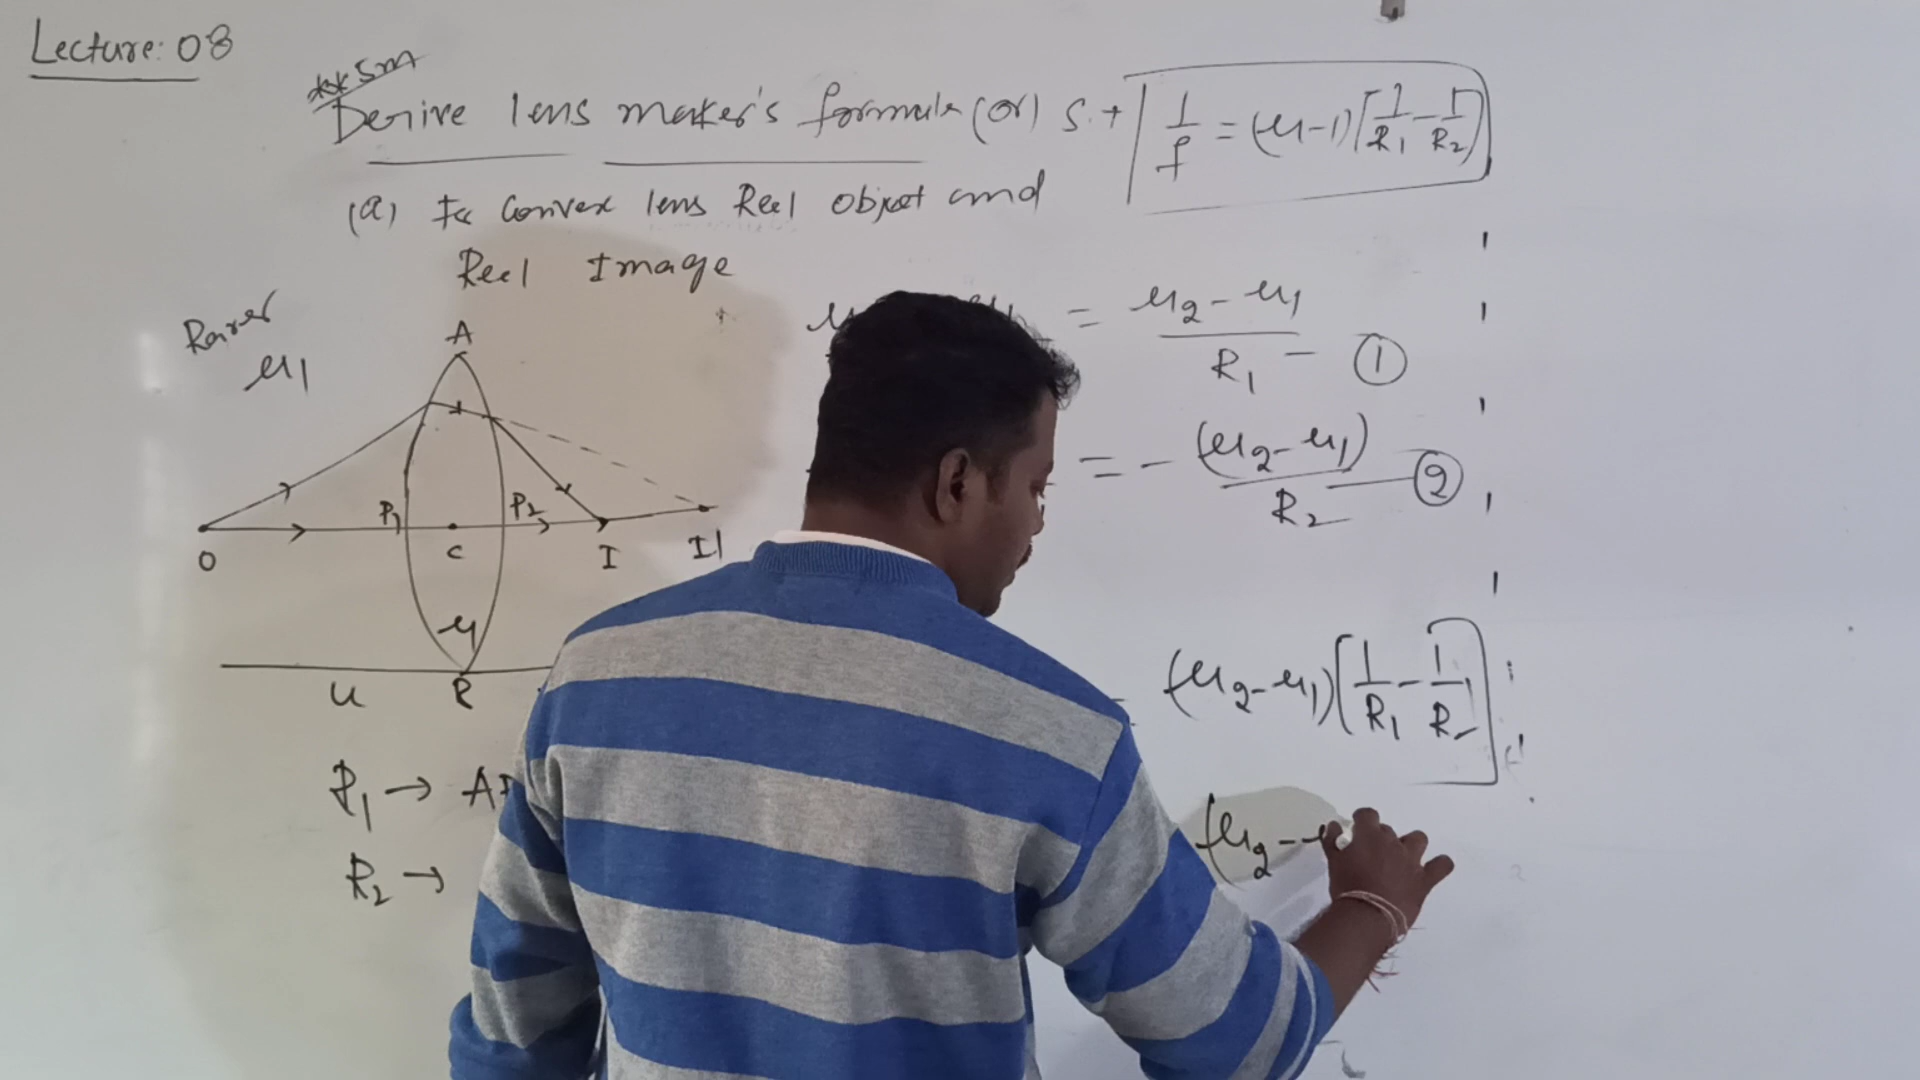 Lecture: 08
** 5m
Derive lens maker's formula (or) S.t 1/f = (μ-1)[1/R1 - 1/R2]
(a) For Convex lens Real object and
Real Image
Rarer
μ1
A
P1
P2
O
C
I
I1
μ
u
R
= μ2 - μ1 / R1 - ①
= - (μ2 - μ1) / R2 — ②
= (μ2 - μ1)[1/R1 - 1/R2]
R1 →
R2 →
(μ2 -